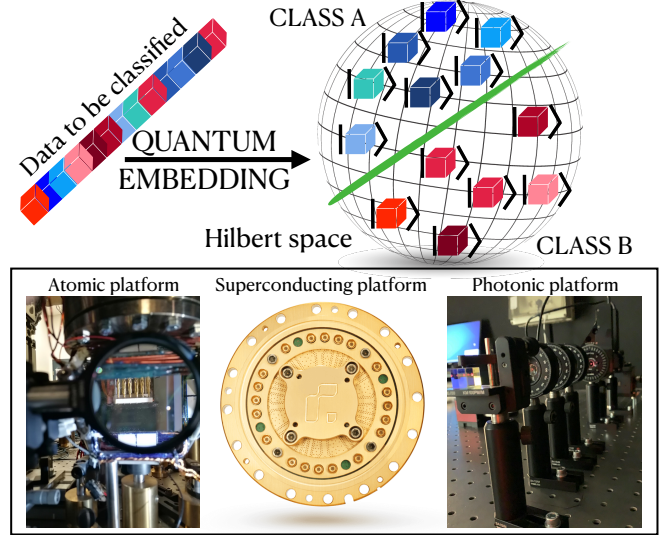 CLASS A
Data to be classified
QUANTUM
EMBEDDING
Hilbert space
CLASS B
Atomic platform
Superconducting platform
Photonic platform